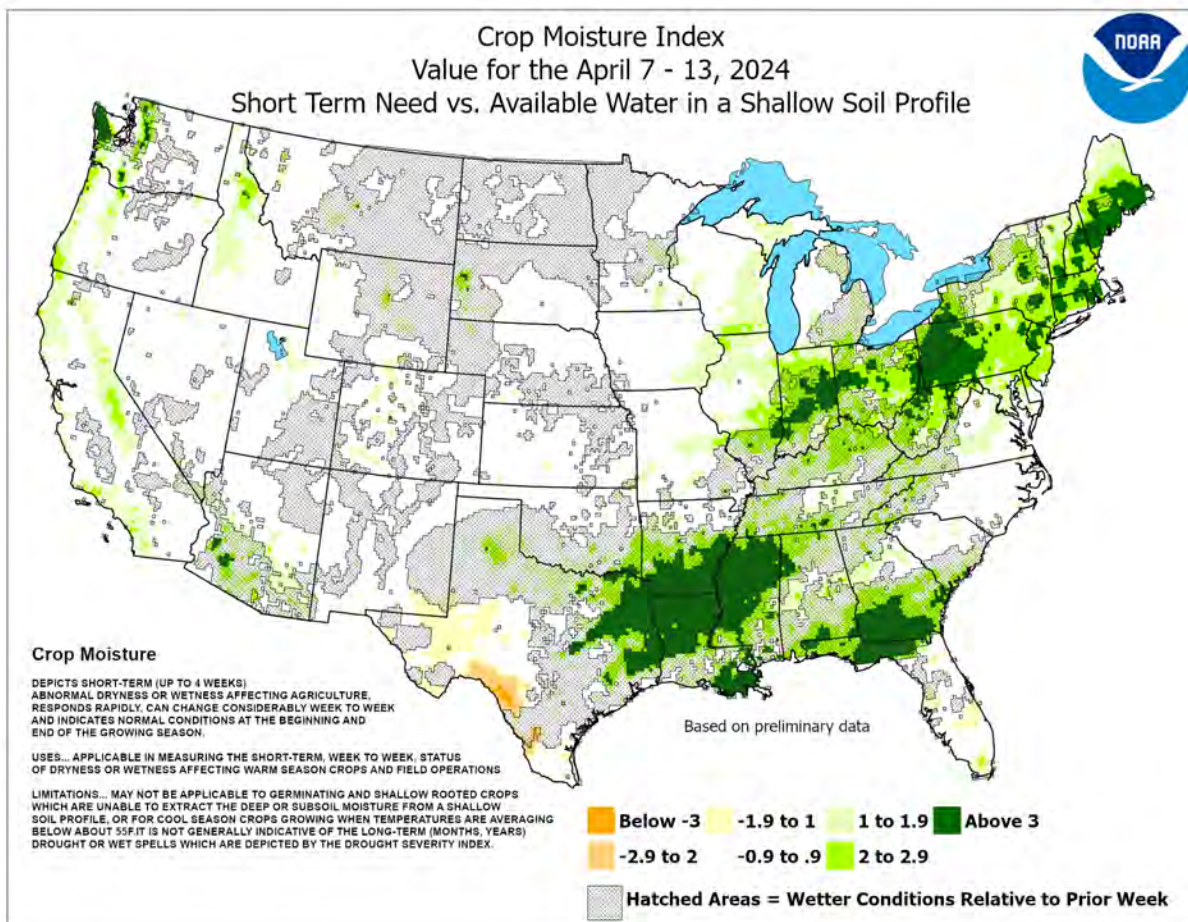 Crop Moisture Index
Value for the April 7 - 13, 2024
Short Term Need vs. Available Water in a Shallow Soil Profile
NOAA
Crop Moisture
DEPICTS SHORT-TERM (UP TO 4 WEEKS)
ABNORMAL DRYNESS OR WETNESS AFFECTING AGRICULTURE,
RESPONDS RAPIDLY, CAN CHANGE CONSIDERABLY WEEK TO WEEK
AND INDICATES NORMAL CONDITIONS AT THE BEGINNING AND
END OF THE GROWING SEASON.
USES... APPLICABLE IN MEASURING THE SHORT-TERM, WEEK TO WEEK, STATUS
OF DRYNESS OR WETNESS AFFECTING WARM SEASON CROPS AND FIELD OPERATIONS
LIMITATIONS... MAY NOT BE APPLICABLE TO GERMINATING AND SHALLOW ROOTED CROPS
WHICH ARE UNABLE TO EXTRACT THE DEEP OR SUBSOIL MOISTURE FROM A SHALLOW
SOIL PROFILE, OR FOR COOL SEASON CROPS GROWING WHEN TEMPERATURES ARE AVERAGING
BELOW ABOUT 55F.IT IS NOT GENERALLY INDICATIVE OF THE LONG-TERM (MONTHS, YEARS)
DROUGHT OR WET SPELLS WHICH ARE DEPICTED BY THE DROUGHT SEVERITY INDEX.
Based on preliminary data
Below -3 -1.9 to 1 1 to 1.9 Above 3
-2.9 to 2 -0.9 to .9 2 to 2.9
Hatched Areas = Wetter Conditions Relative to Prior Week